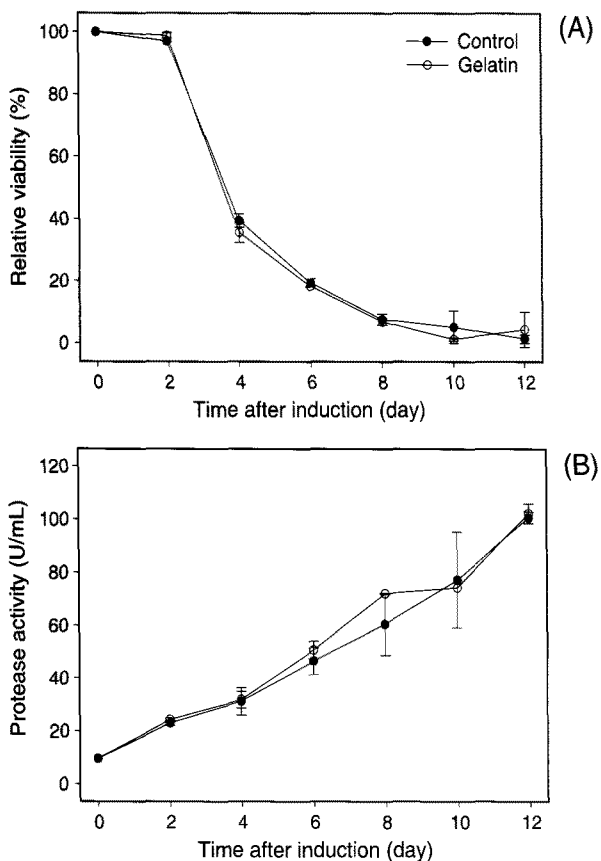 (A)
Control
Gelatin
Relative viability (%)
100
80
60
40
20
0
0 2 4 6 8 10 12
Time after induction (day)
(B)
Protease activity (U/mL)
120
100
80
60
40
20
0
0 2 4 6 8 10 12
Time after induction (day)